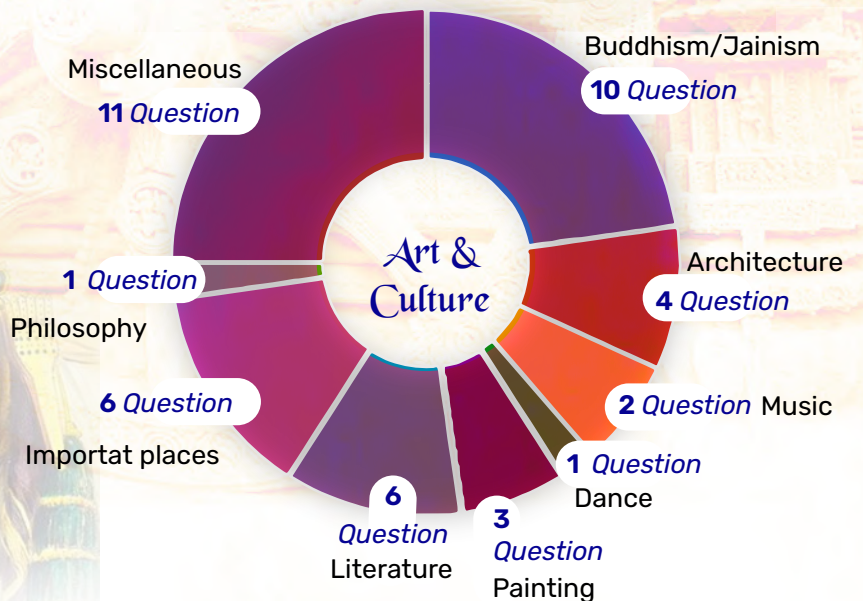 Buddhism/Jainism
10 Question
Architecture
4 Question
2 Question Music
1 Question
Dance
3
Question
Painting
6
Question
Literature
6 Question
Importat places
1 Question
Philosophy
Miscellaneous
11 Question
Art &
Culture